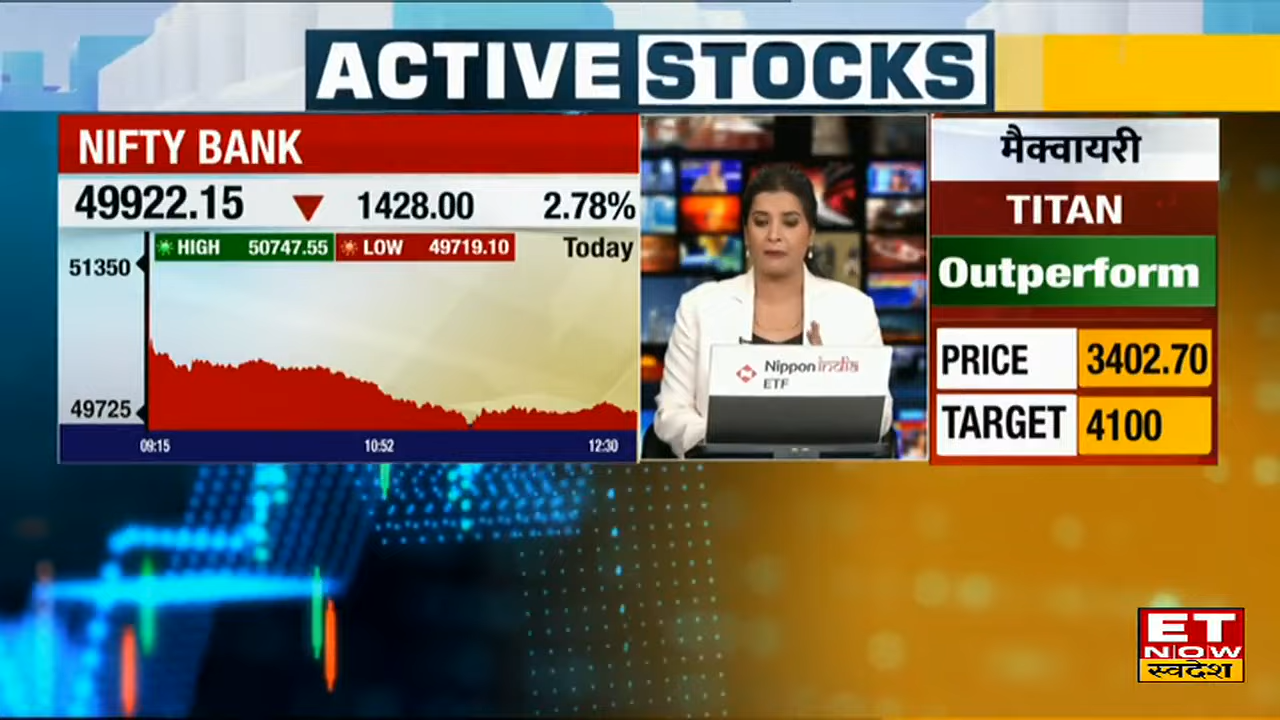 ACTIVE STOCKS
NIFTY BANK
49922.15 ▼ 1428.00 2.78%
HIGH 50747.55 LOW 49719.10 Today
51350
49725
09:15 10:52 12:30
Nippon india
ETF
मैक्वायरी
TITAN
Outperform
PRICE 3402.70
TARGET 4100
ET
NOW
स्वदेश